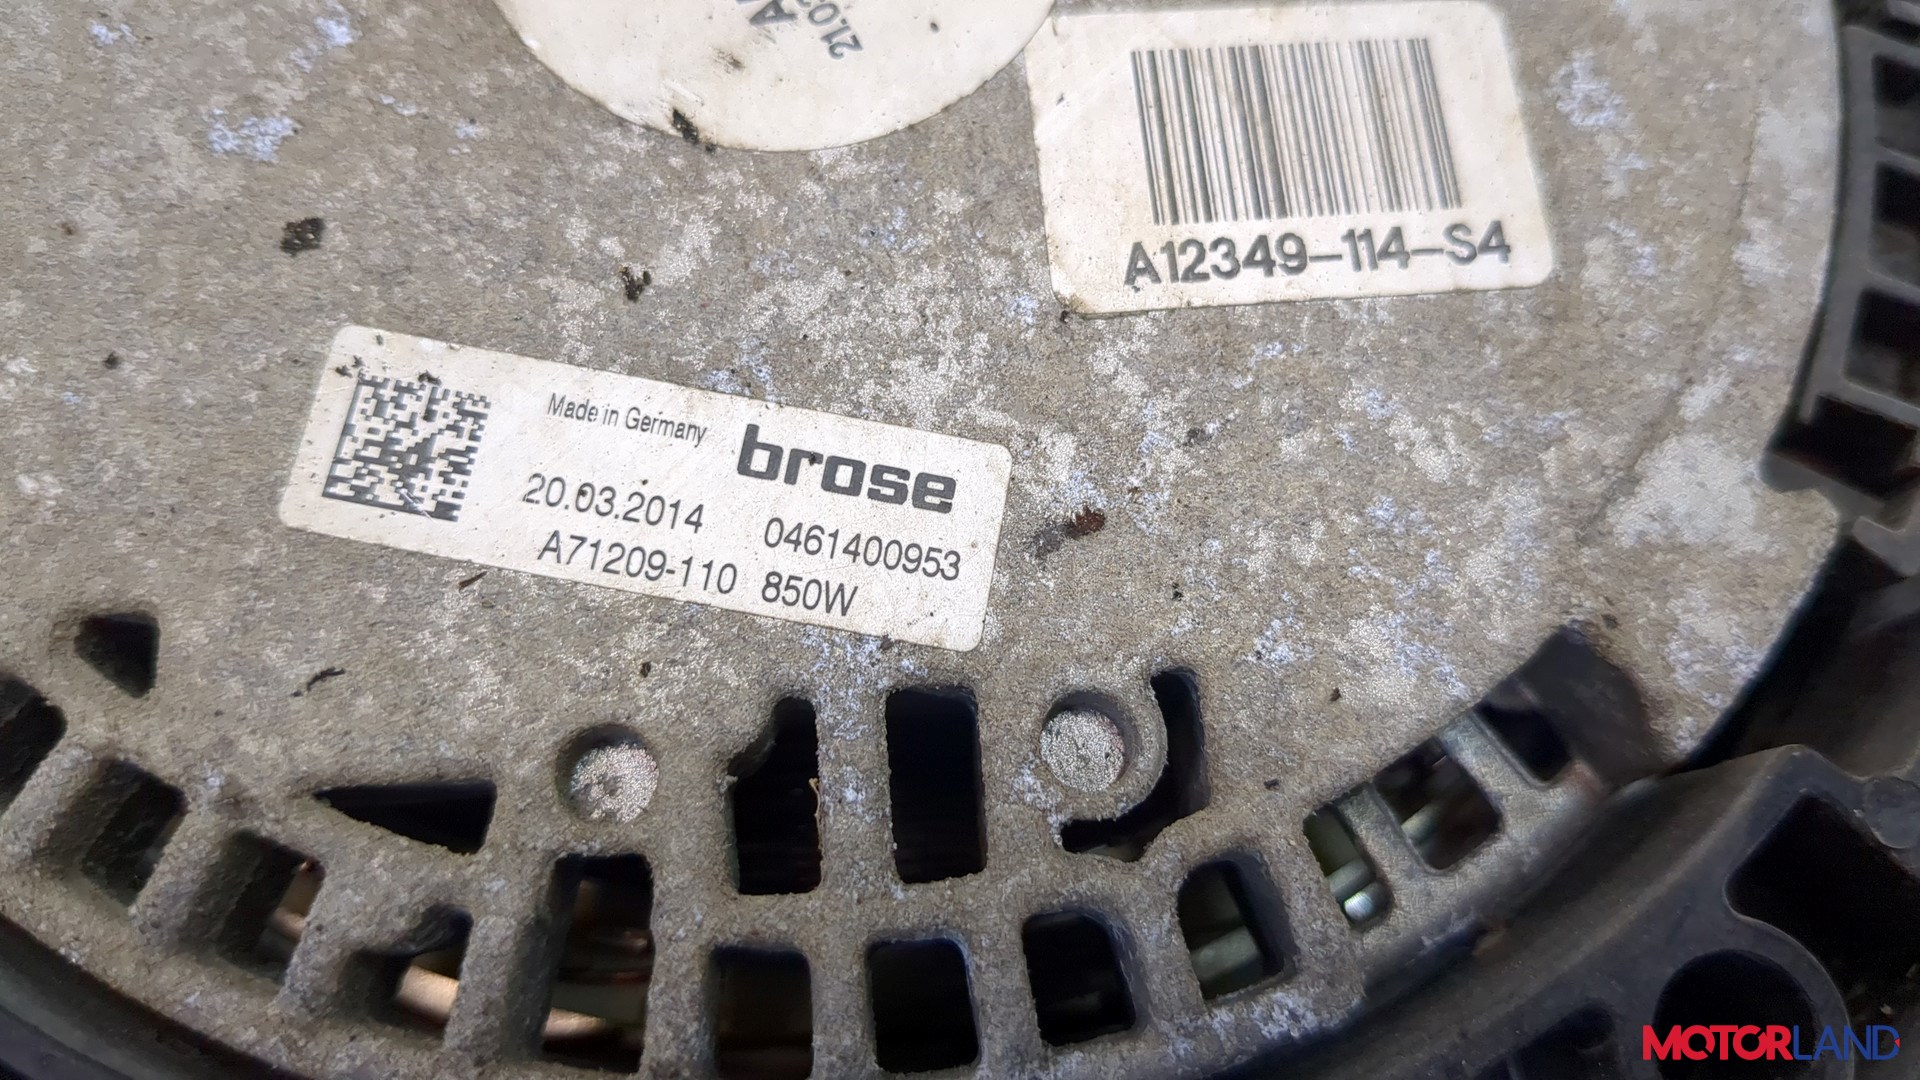 A12349-114-S4
Made in Germany brose
20.03.2014 0461400953
A71209-110 850W
MOTORLAND